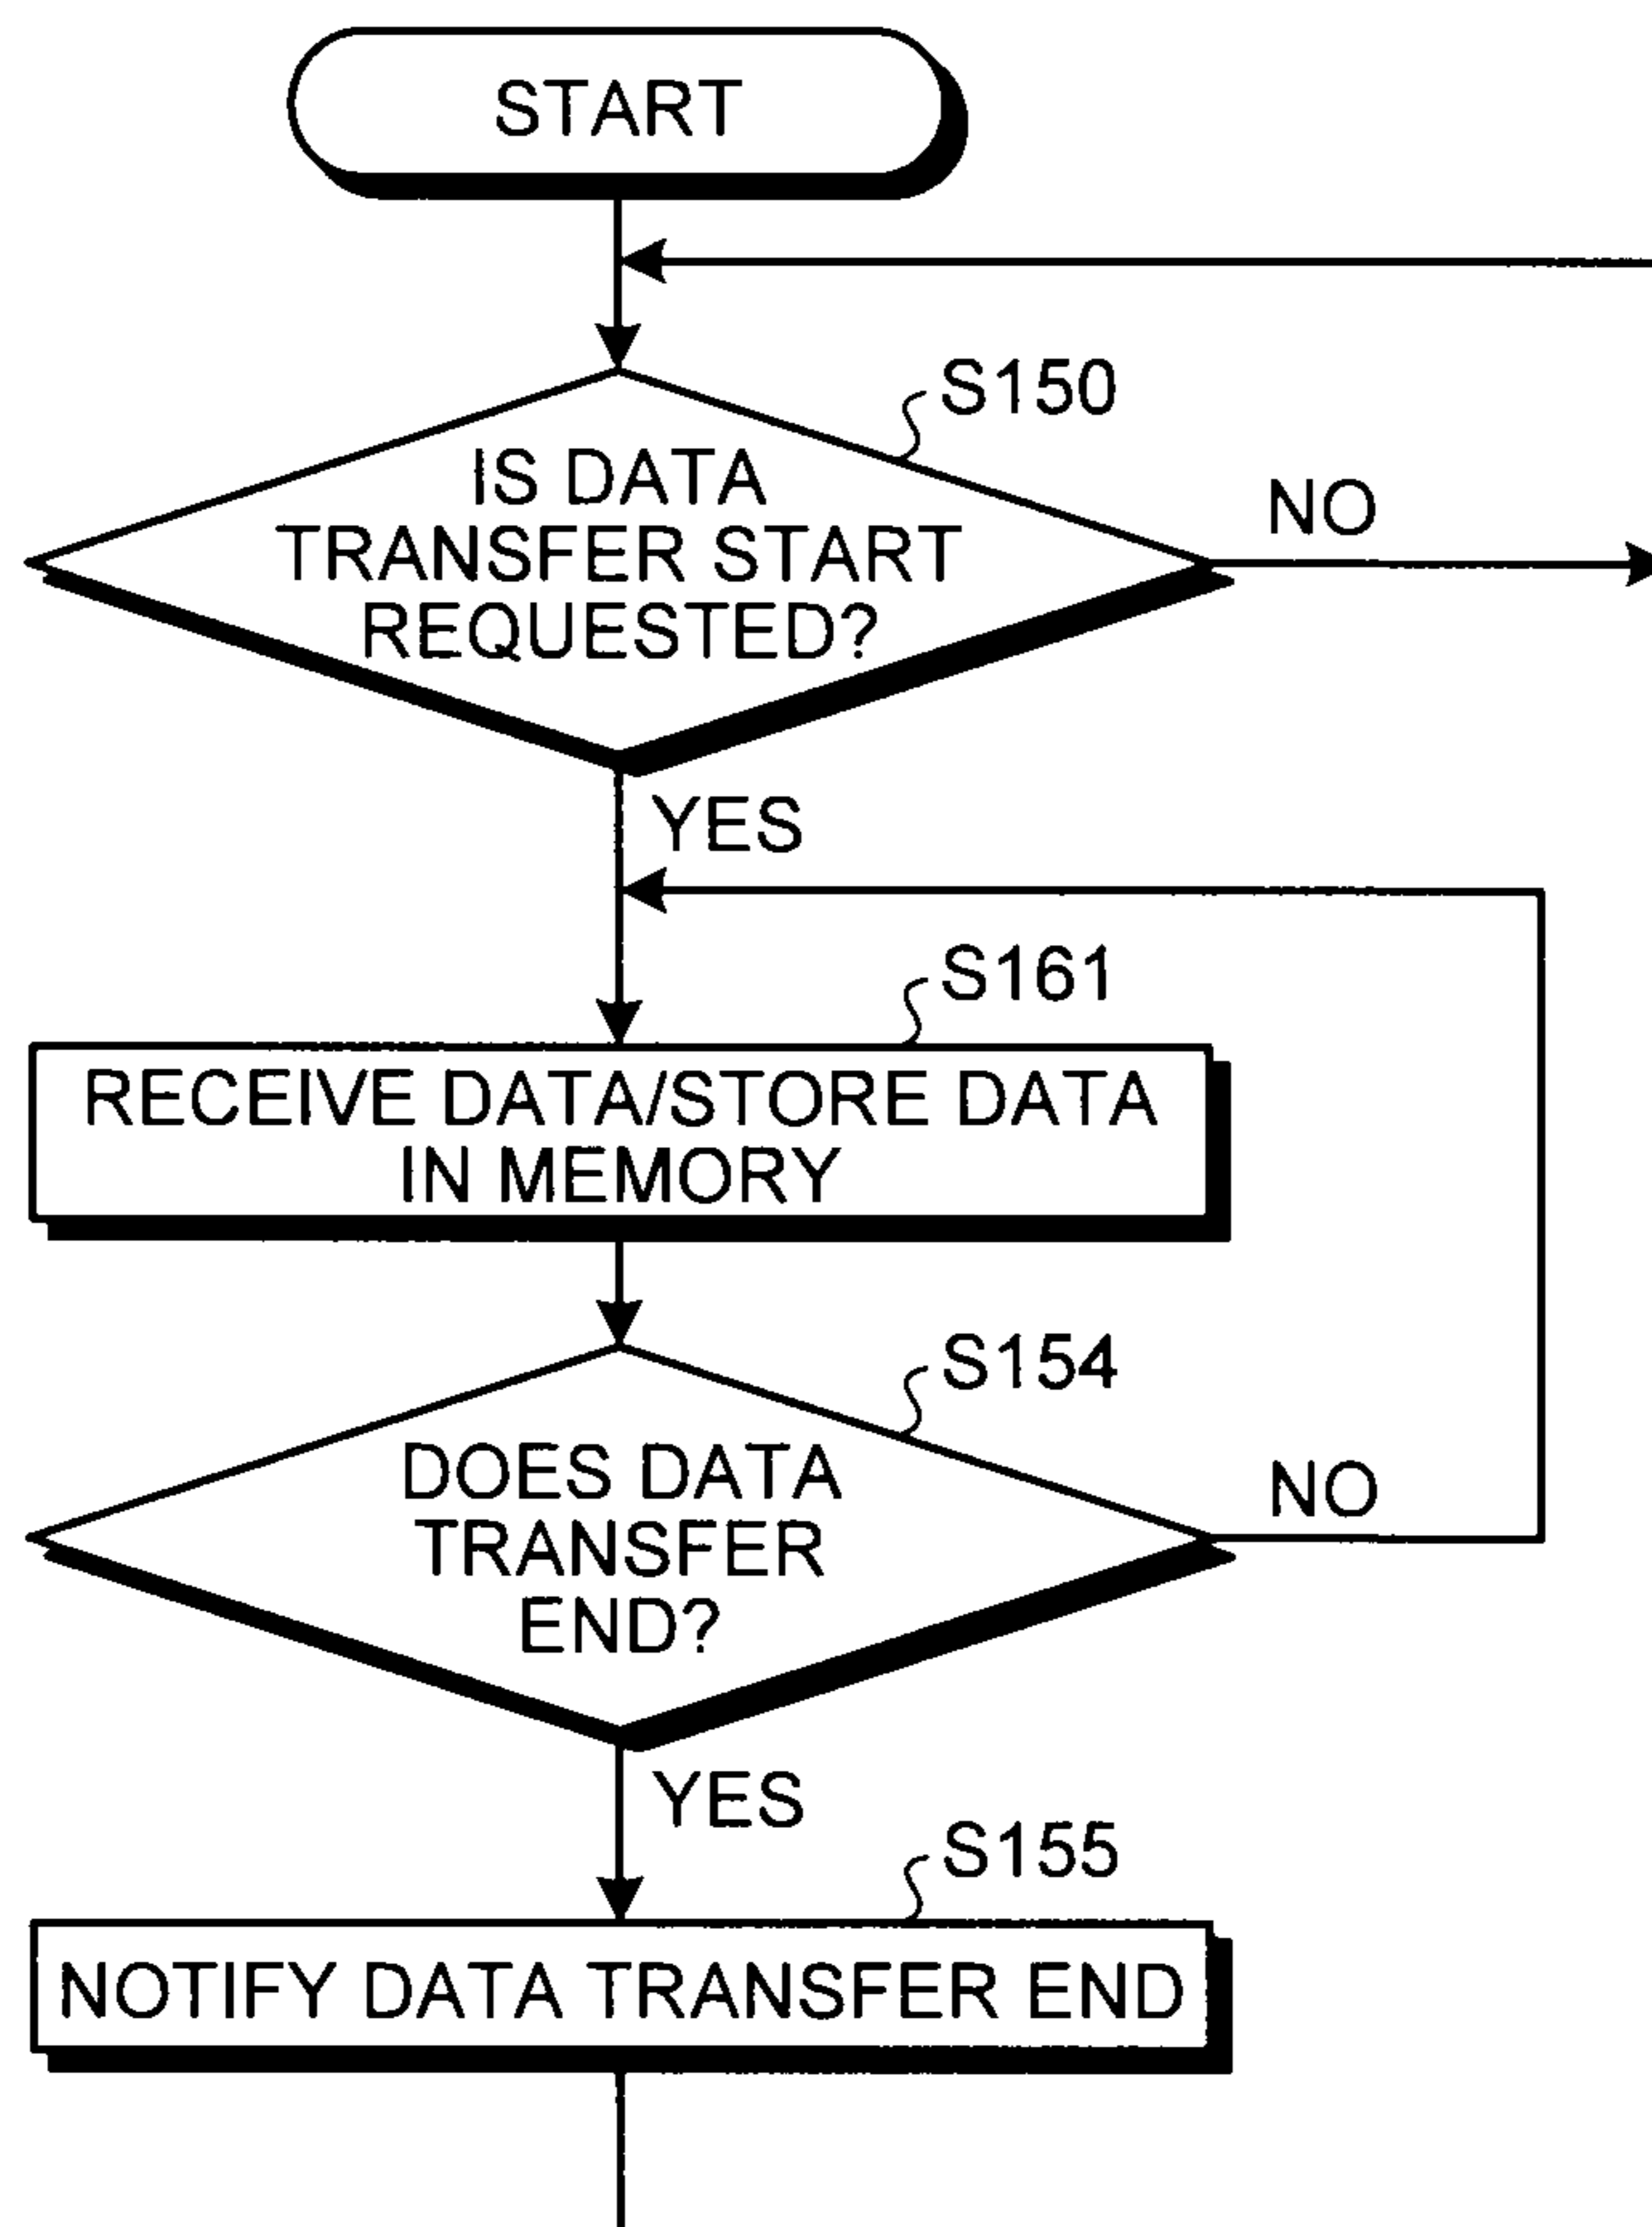 START
S150
IS DATA
TRANSFER START
REQUESTED?
NO
YES
S161
RECEIVE DATA/STORE DATA
IN MEMORY
S154
DOES DATA
TRANSFER
END?
NO
YES
S155
NOTIFY DATA TRANSFER END